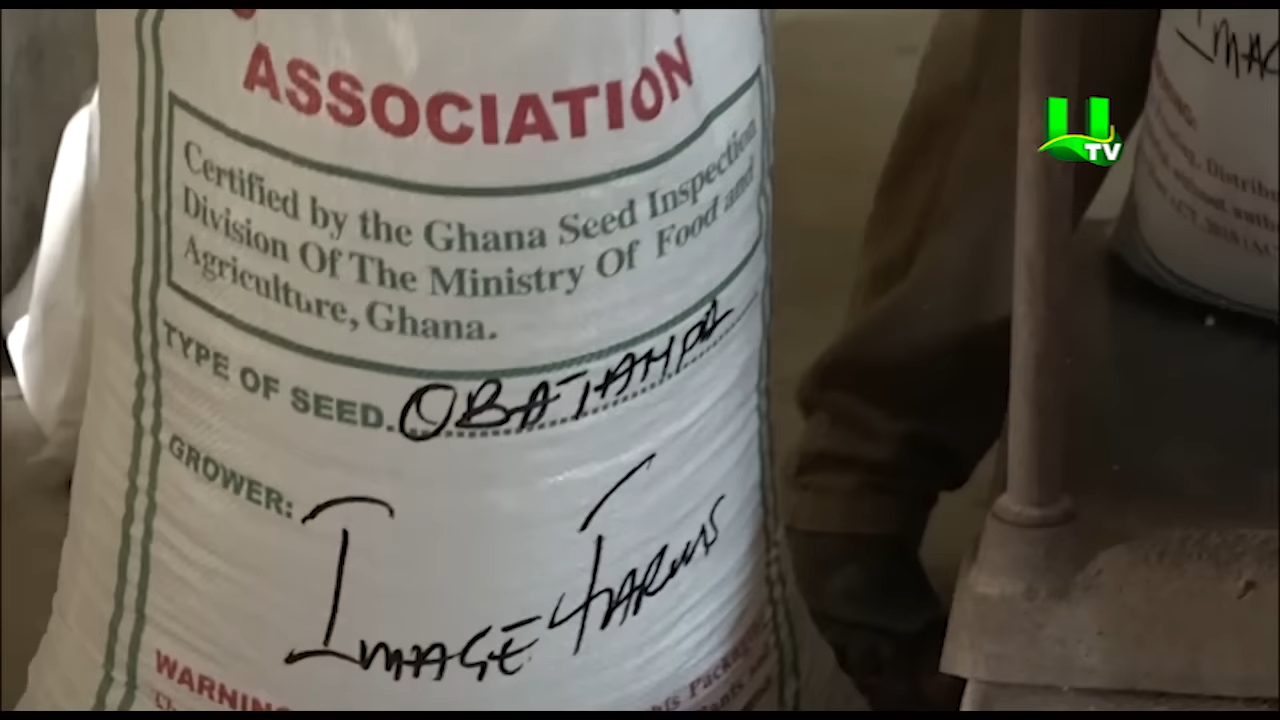 ASSOCIATION
Certified by the Ghana Seed Inspection
Division Of The Ministry Of Food and
Agriculture, Ghana.
TYPE OF SEED. OBATAMPA
GROWER:
IMAGE FARMS
WARNING
UTV